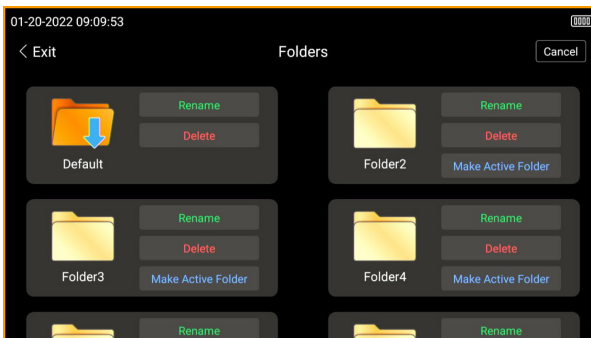 01-20-2022 09:09:53
Exit
Folders
Cancel
Rename
Delete
Default
Rename
Delete
Folder2
Make Active Folder
Rename
Delete
Folder3
Make Active Folder
Rename
Delete
Folder4
Make Active Folder
Rename
Rename